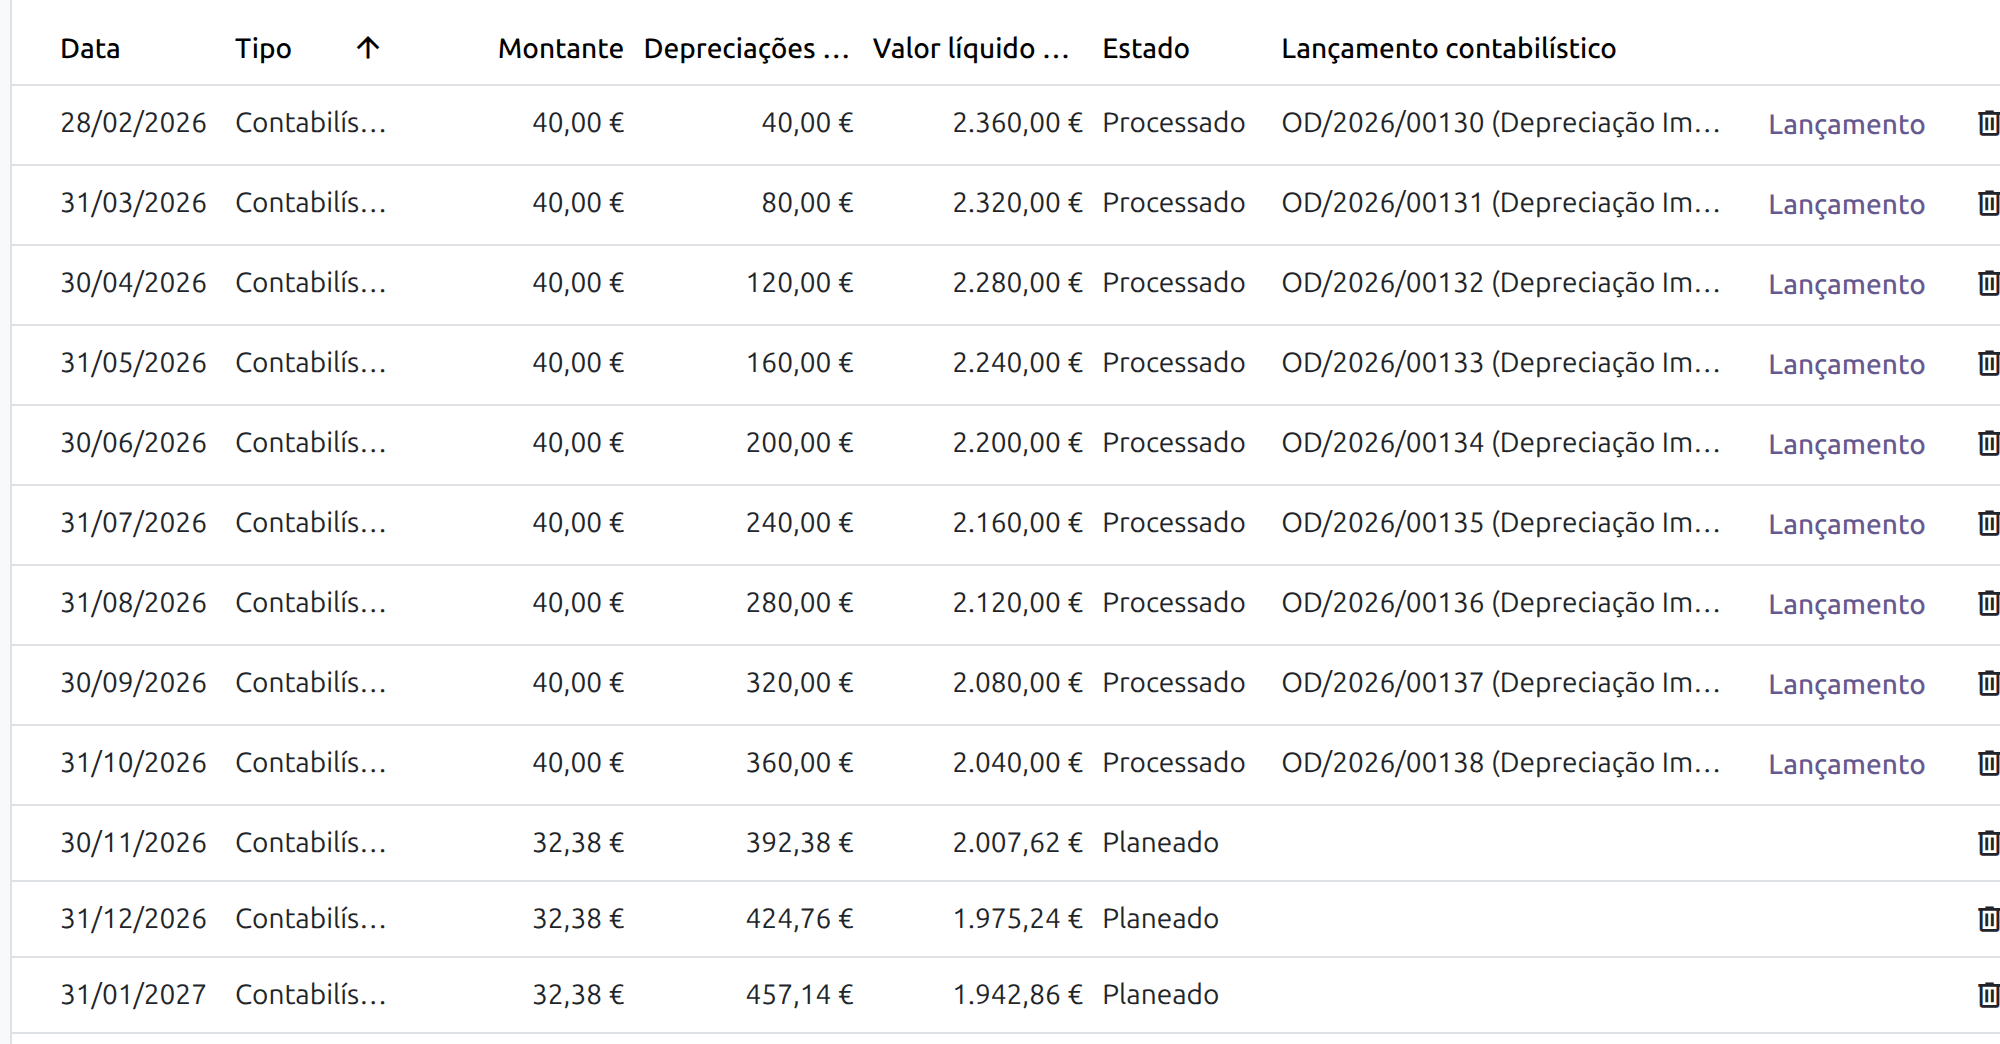 Data Tipo Montante Depreciações ... Valor líquido ... Estado Lançamento contabilístico
28/02/2026 Contabilís... 40,00 € 40,00 € 2.360,00 € Processado OD/2026/00130 (Depreciação Im... Lançamento
31/03/2026 Contabilís... 40,00 € 80,00 € 2.320,00 € Processado OD/2026/00131 (Depreciação Im... Lançamento
30/04/2026 Contabilís... 40,00 € 120,00 € 2.280,00 € Processado OD/2026/00132 (Depreciação Im... Lançamento
31/05/2026 Contabilís... 40,00 € 160,00 € 2.240,00 € Processado OD/2026/00133 (Depreciação Im... Lançamento
30/06/2026 Contabilís... 40,00 € 200,00 € 2.200,00 € Processado OD/2026/00134 (Depreciação Im... Lançamento
31/07/2026 Contabilís... 40,00 € 240,00 € 2.160,00 € Processado OD/2026/00135 (Depreciação Im... Lançamento
31/08/2026 Contabilís... 40,00 € 280,00 € 2.120,00 € Processado OD/2026/00136 (Depreciação Im... Lançamento
30/09/2026 Contabilís... 40,00 € 320,00 € 2.080,00 € Processado OD/2026/00137 (Depreciação Im... Lançamento
31/10/2026 Contabilís... 40,00 € 360,00 € 2.040,00 € Processado OD/2026/00138 (Depreciação Im... Lançamento
30/11/2026 Contabilís... 32,38 € 392,38 € 2.007,62 € Planeado
31/12/2026 Contabilís... 32,38 € 424,76 € 1.975,24 € Planeado
31/01/2027 Contabilís... 32,38 € 457,14 € 1.942,86 € Planeado